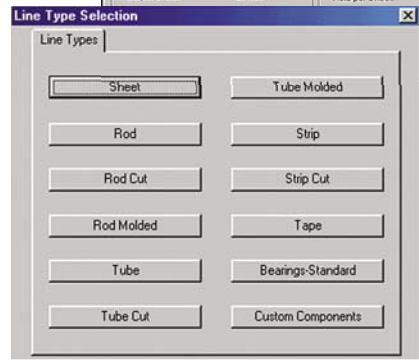 Line Type Selection
Line Types
Sheet
Tube Molded
Rod
Strip
Rod Cut
Strip Cut
Rod Molded
Tape
Tube
Bearings-Standard
Tube Cut
Custom Components